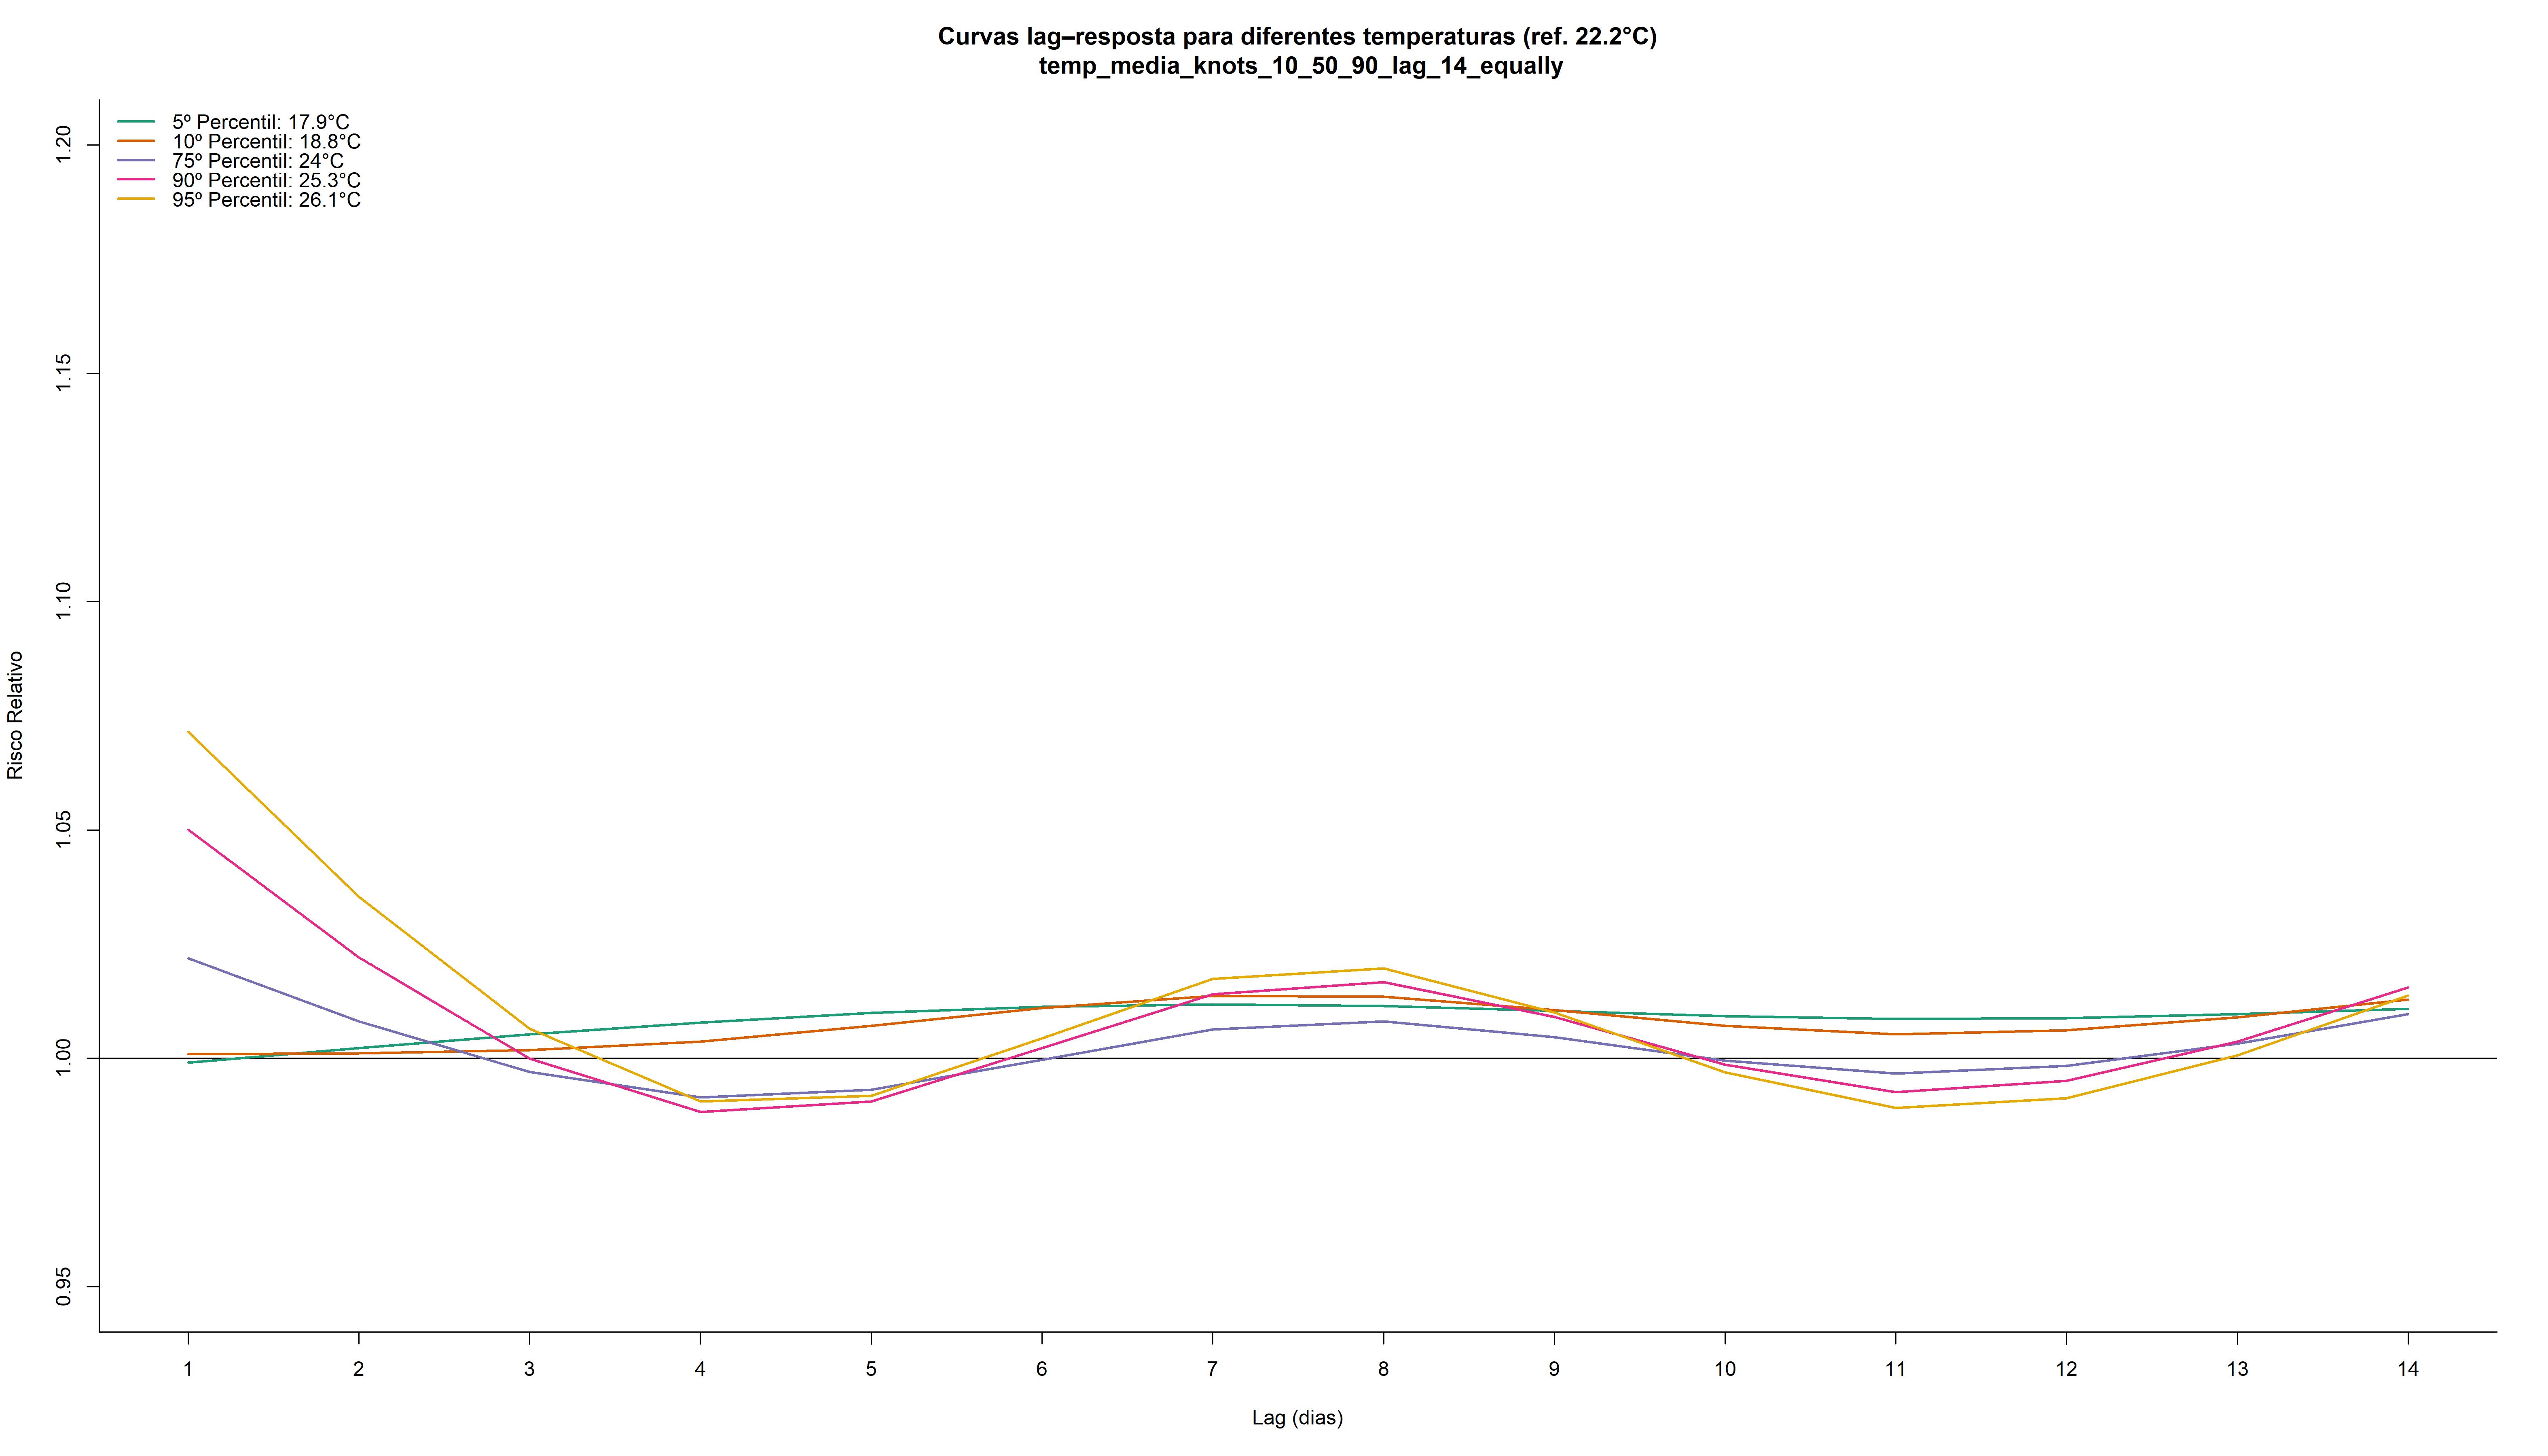 Curvas lag–resposta para diferentes temperaturas (ref. 22.2°C)
temp_media_knots_10_50_90_lag_14_equally
5º Percentil: 17.9°C
10º Percentil: 18.8°C
75º Percentil: 24°C
90º Percentil: 25.3°C
95º Percentil: 26.1°C
1.20
1.15
1.10
1.05
1.00
0.95
Risco Relativo
1 2 3 4 5 6 7 8 9 10 11 12 13 14
Lag (dias)